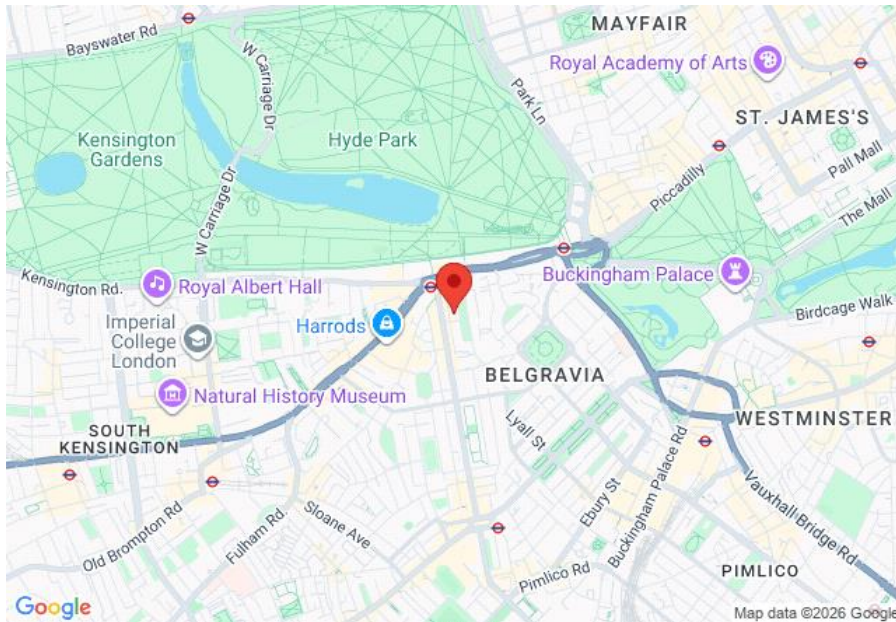 Bayswater Rd
MAYFAIR
Royal Academy of Arts
W Carriage Dr
Park Ln
ST. JAMES'S
Kensington
Gardens
Hyde Park
Pall Mall
Piccadilly
The Mall
W Carriage Dr
Kensington Rd.
Royal Albert Hall
Buckingham Palace
Birdcage Walk
Imperial
College
London
Harrods
BELGRAVIA
Natural History Museum
Lyall St
WESTMINSTER
SOUTH
KENSINGTON
Buckingham Palace Rd
Ebury St
Sloane Ave
Vauxhall Bridge Rd
Old Brompton Rd
Fulham Rd.
Pimlico Rd
PIMLICO
Google
Map data ©2026 Google